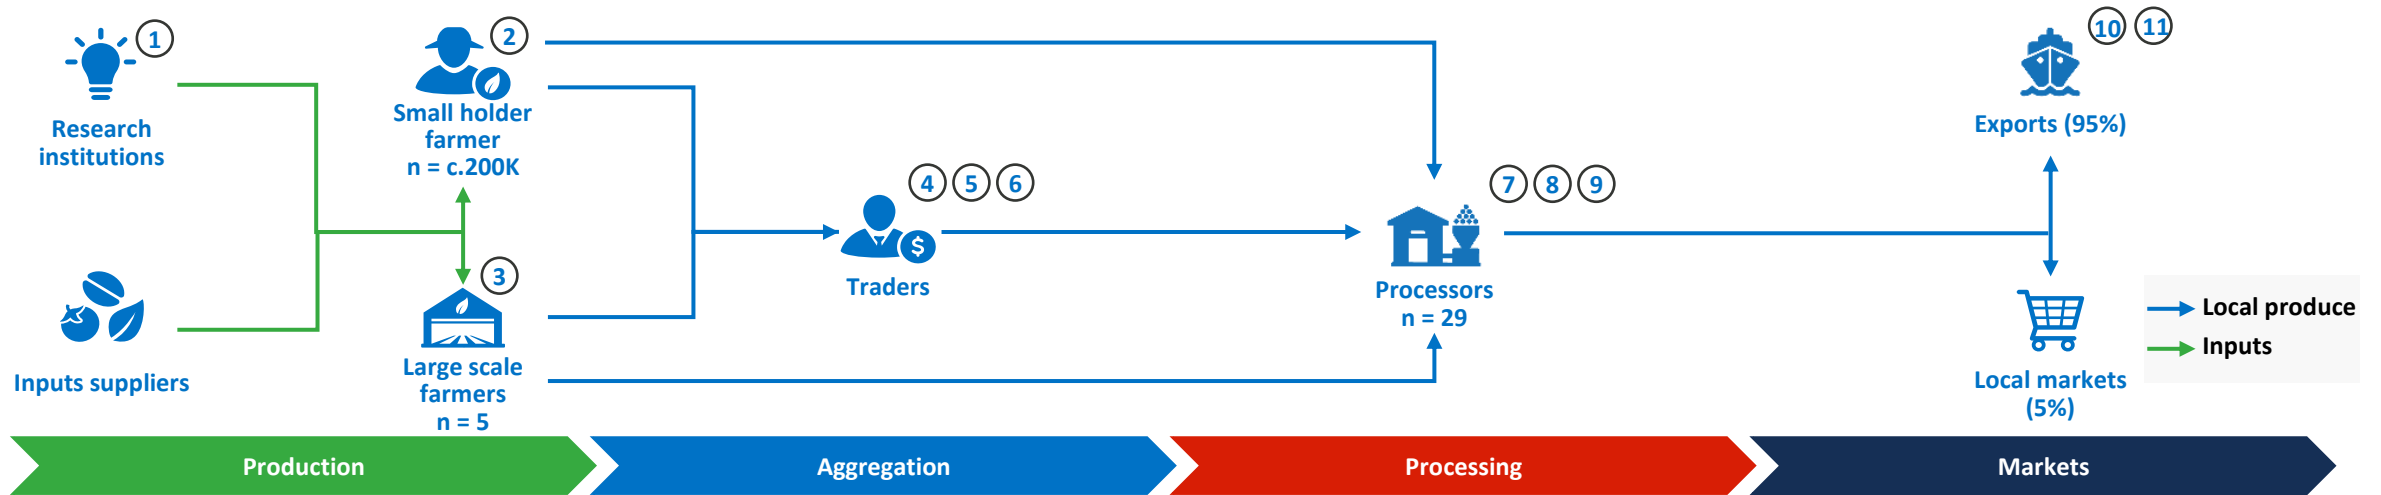 1
Research
institutions
Inputs suppliers
2
Small holder
farmer
n = c.200K
3
Large scale
farmers
n = 5
4 5 6
$
Traders
7 8 9
Processors
n = 29
10 11
Exports (95%)
Local markets
(5%)
Local produce
Inputs
Production
Aggregation
Processing
Markets